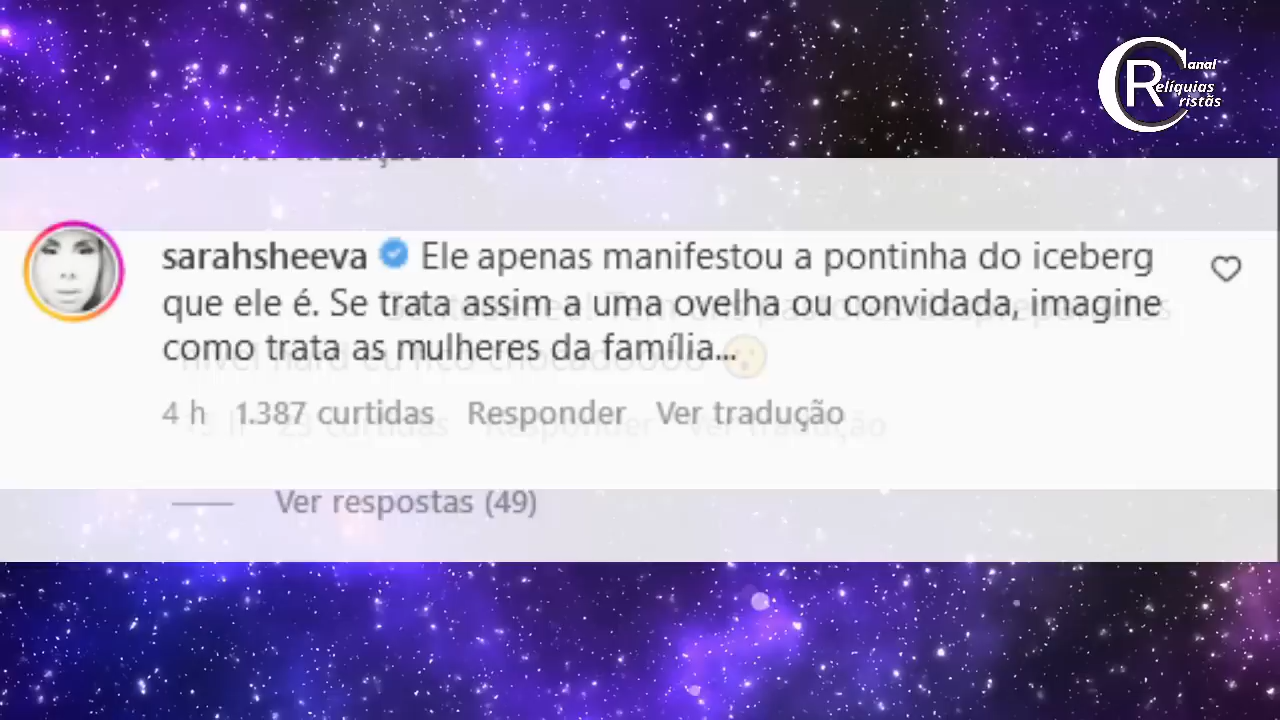 Canal
Relíquias
Cristãs
sarahsheeva Ele apenas manifestou a pontinha do iceberg
que ele é. Se trata assim a uma ovelha ou convidada, imagine
como trata as mulheres da família...
4 h 1.387 curtidas Responder Ver tradução
Ver respostas (49)